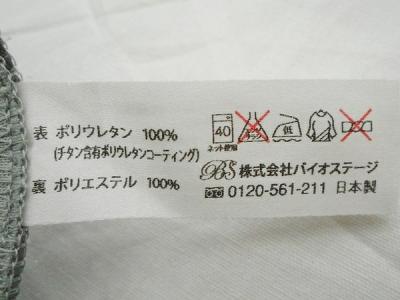 表 ポリウレタン 100%
(チタン含有ポリウレタンコーティング)
裏 ポリエステル 100%
40
ネット使用
低
BS 株式会社バイオステージ
0120-561-211 日本製